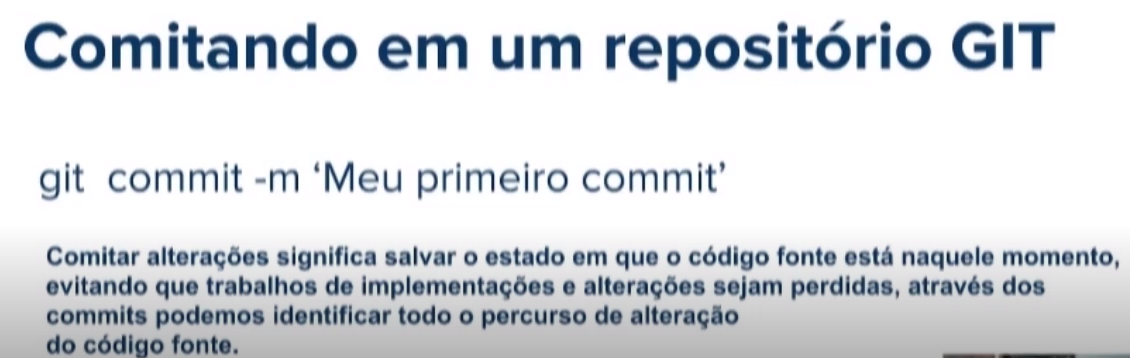 Comitando em um repositório GIT
git  commit -m ‘Meu primeiro commit’
Comitar alterações significa salvar o estado em que o código fonte está naquele momento,
evitando que trabalhos de implementações e alterações sejam perdidas, através dos
commits podemos identificar todo o percurso de alteração
do código fonte.